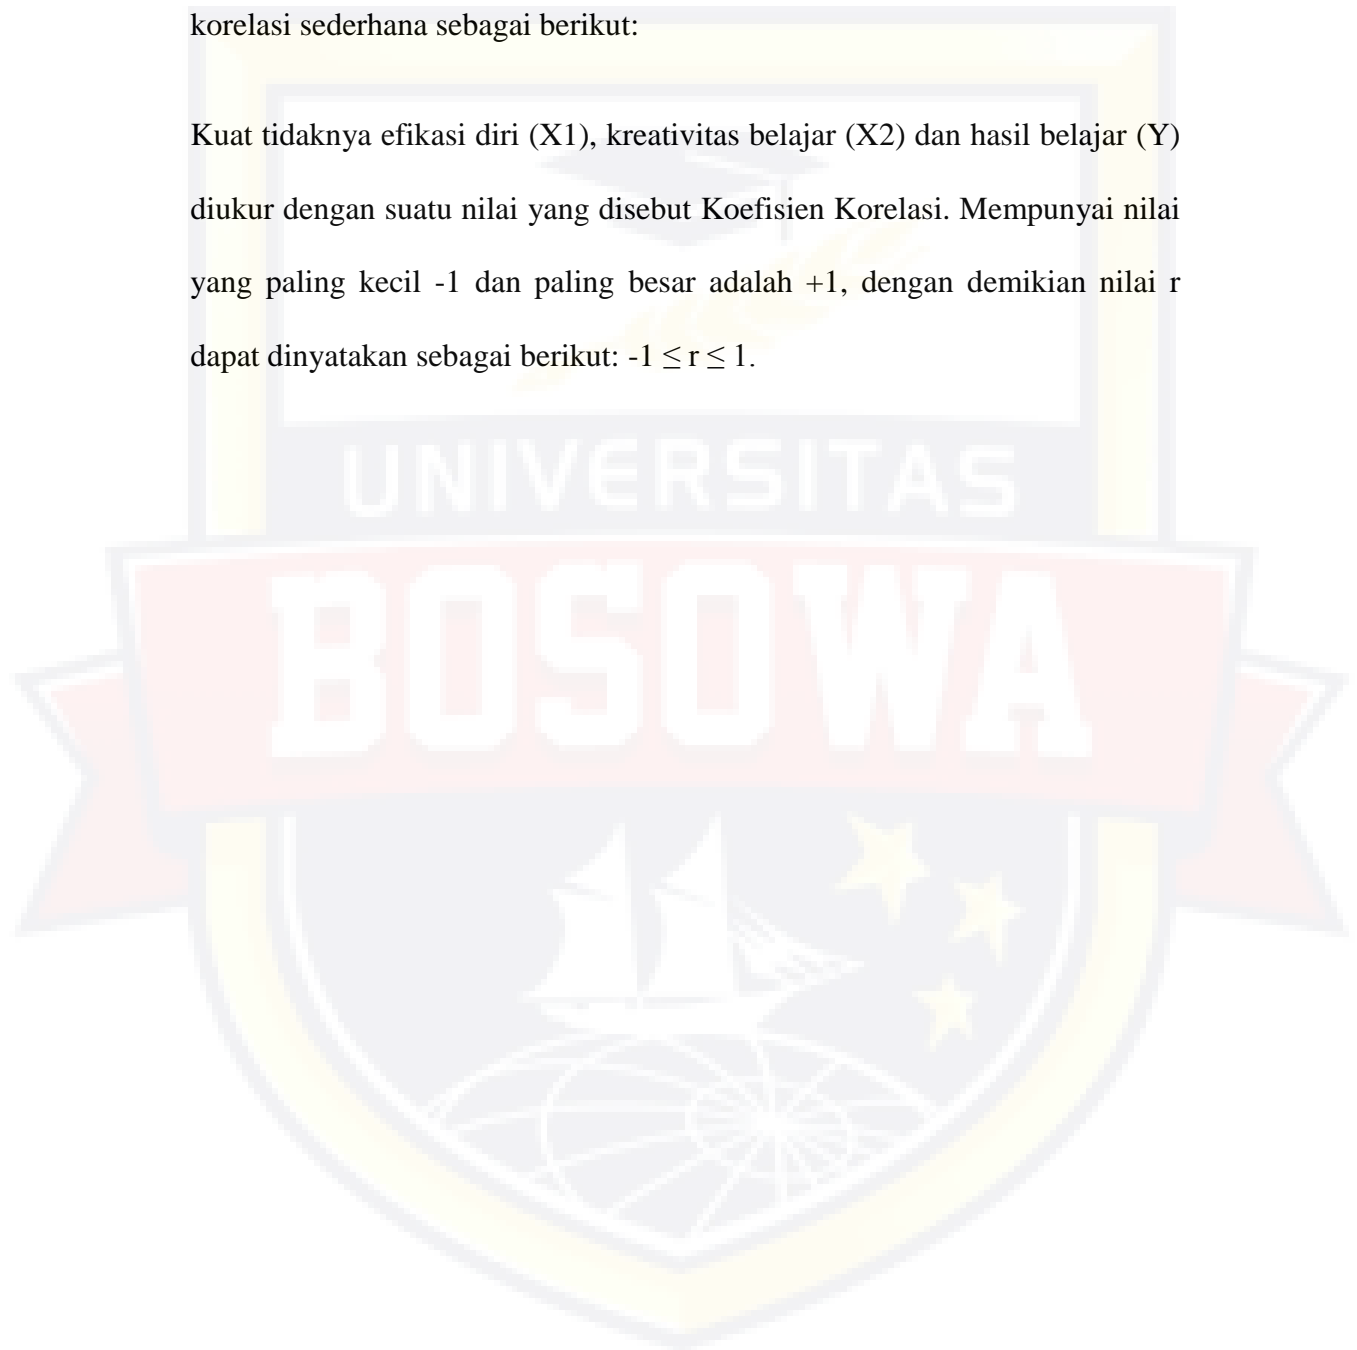 korelasi sederhana sebagai berikut:
Kuat tidaknya efikasi diri (X1), kreativitas belajar (X2) dan hasil belajar (Y)
diukur dengan suatu nilai yang disebut Koefisien Korelasi. Mempunyai nilai
yang paling kecil -1 dan paling besar adalah +1, dengan demikian nilai r
dapat dinyatakan sebagai berikut: -1 ≤ r ≤ 1.
UNIVERSITAS
BOSOWA